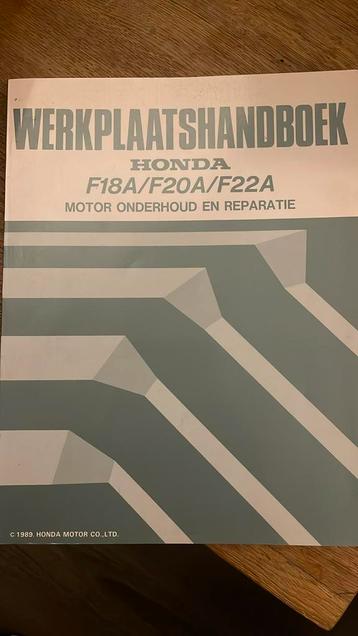 WERKPLAATSHANDBOEK
HONDA
F18A/F20A/F22A
MOTOR ONDERHOUD EN REPARATIE
C 1989. HONDA MOTOR CO.,LTD.